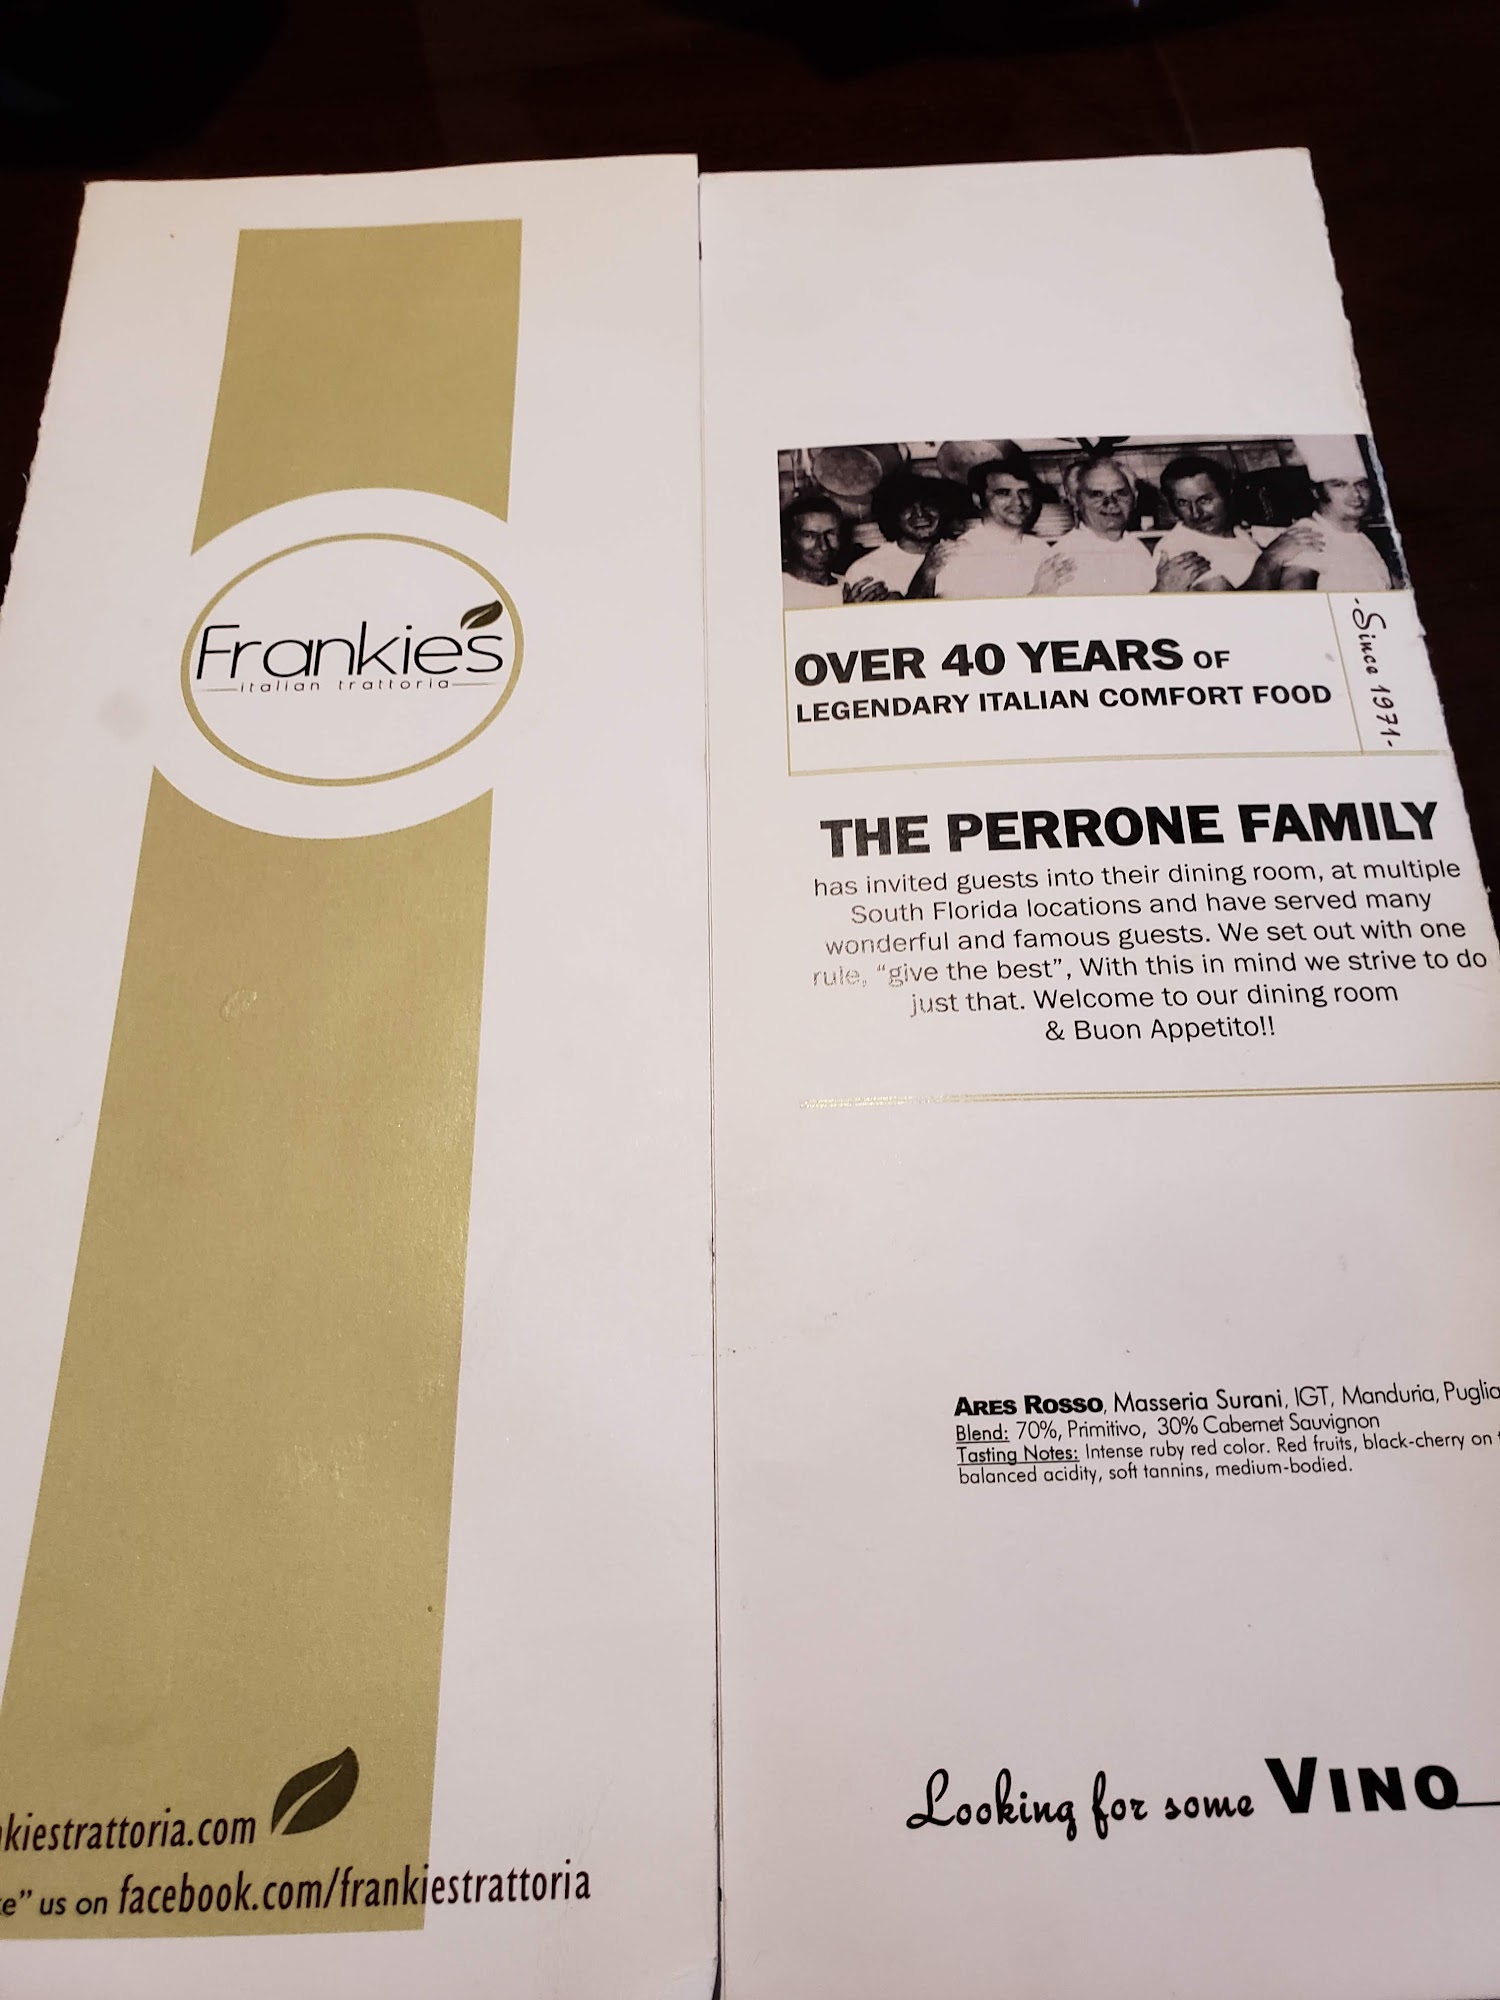 Frankie's
italian trattoria
kiestrattoria.com
us on facebook.com/frankiestrattoria
OVER 40 YEARS OF
LEGENDARY ITALIAN COMFORT FOOD
-Since 1971-
THE PERRONE FAMILY
has invited guests into their dining room, at multiple
South Florida locations and have served many
wonderful and famous guests. We set out with one
rule, "give the best", With this in mind we strive to do
just that. Welcome to our dining room
& Buon Appetito!!
ARES ROSSO, Masseria Surani, IGT, Manduria, Puglia
Blend: 70%, Primitivo, 30% Cabernet Sauvignon
Tasting Notes: Intense ruby red color. Red fruits, black-cherry on
balanced acidity, soft tannins, medium-bodied.
Looking for some VINO